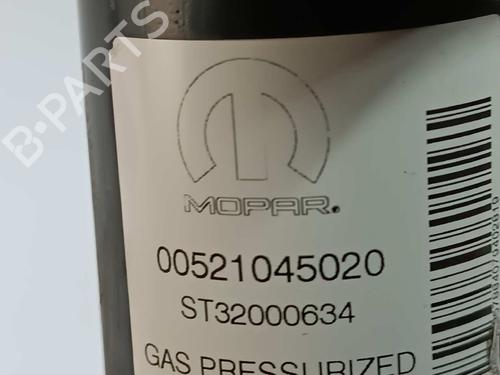 B-PARTS
MOPAR.
00521045020
ST32000634
GAS PRESSURIZED